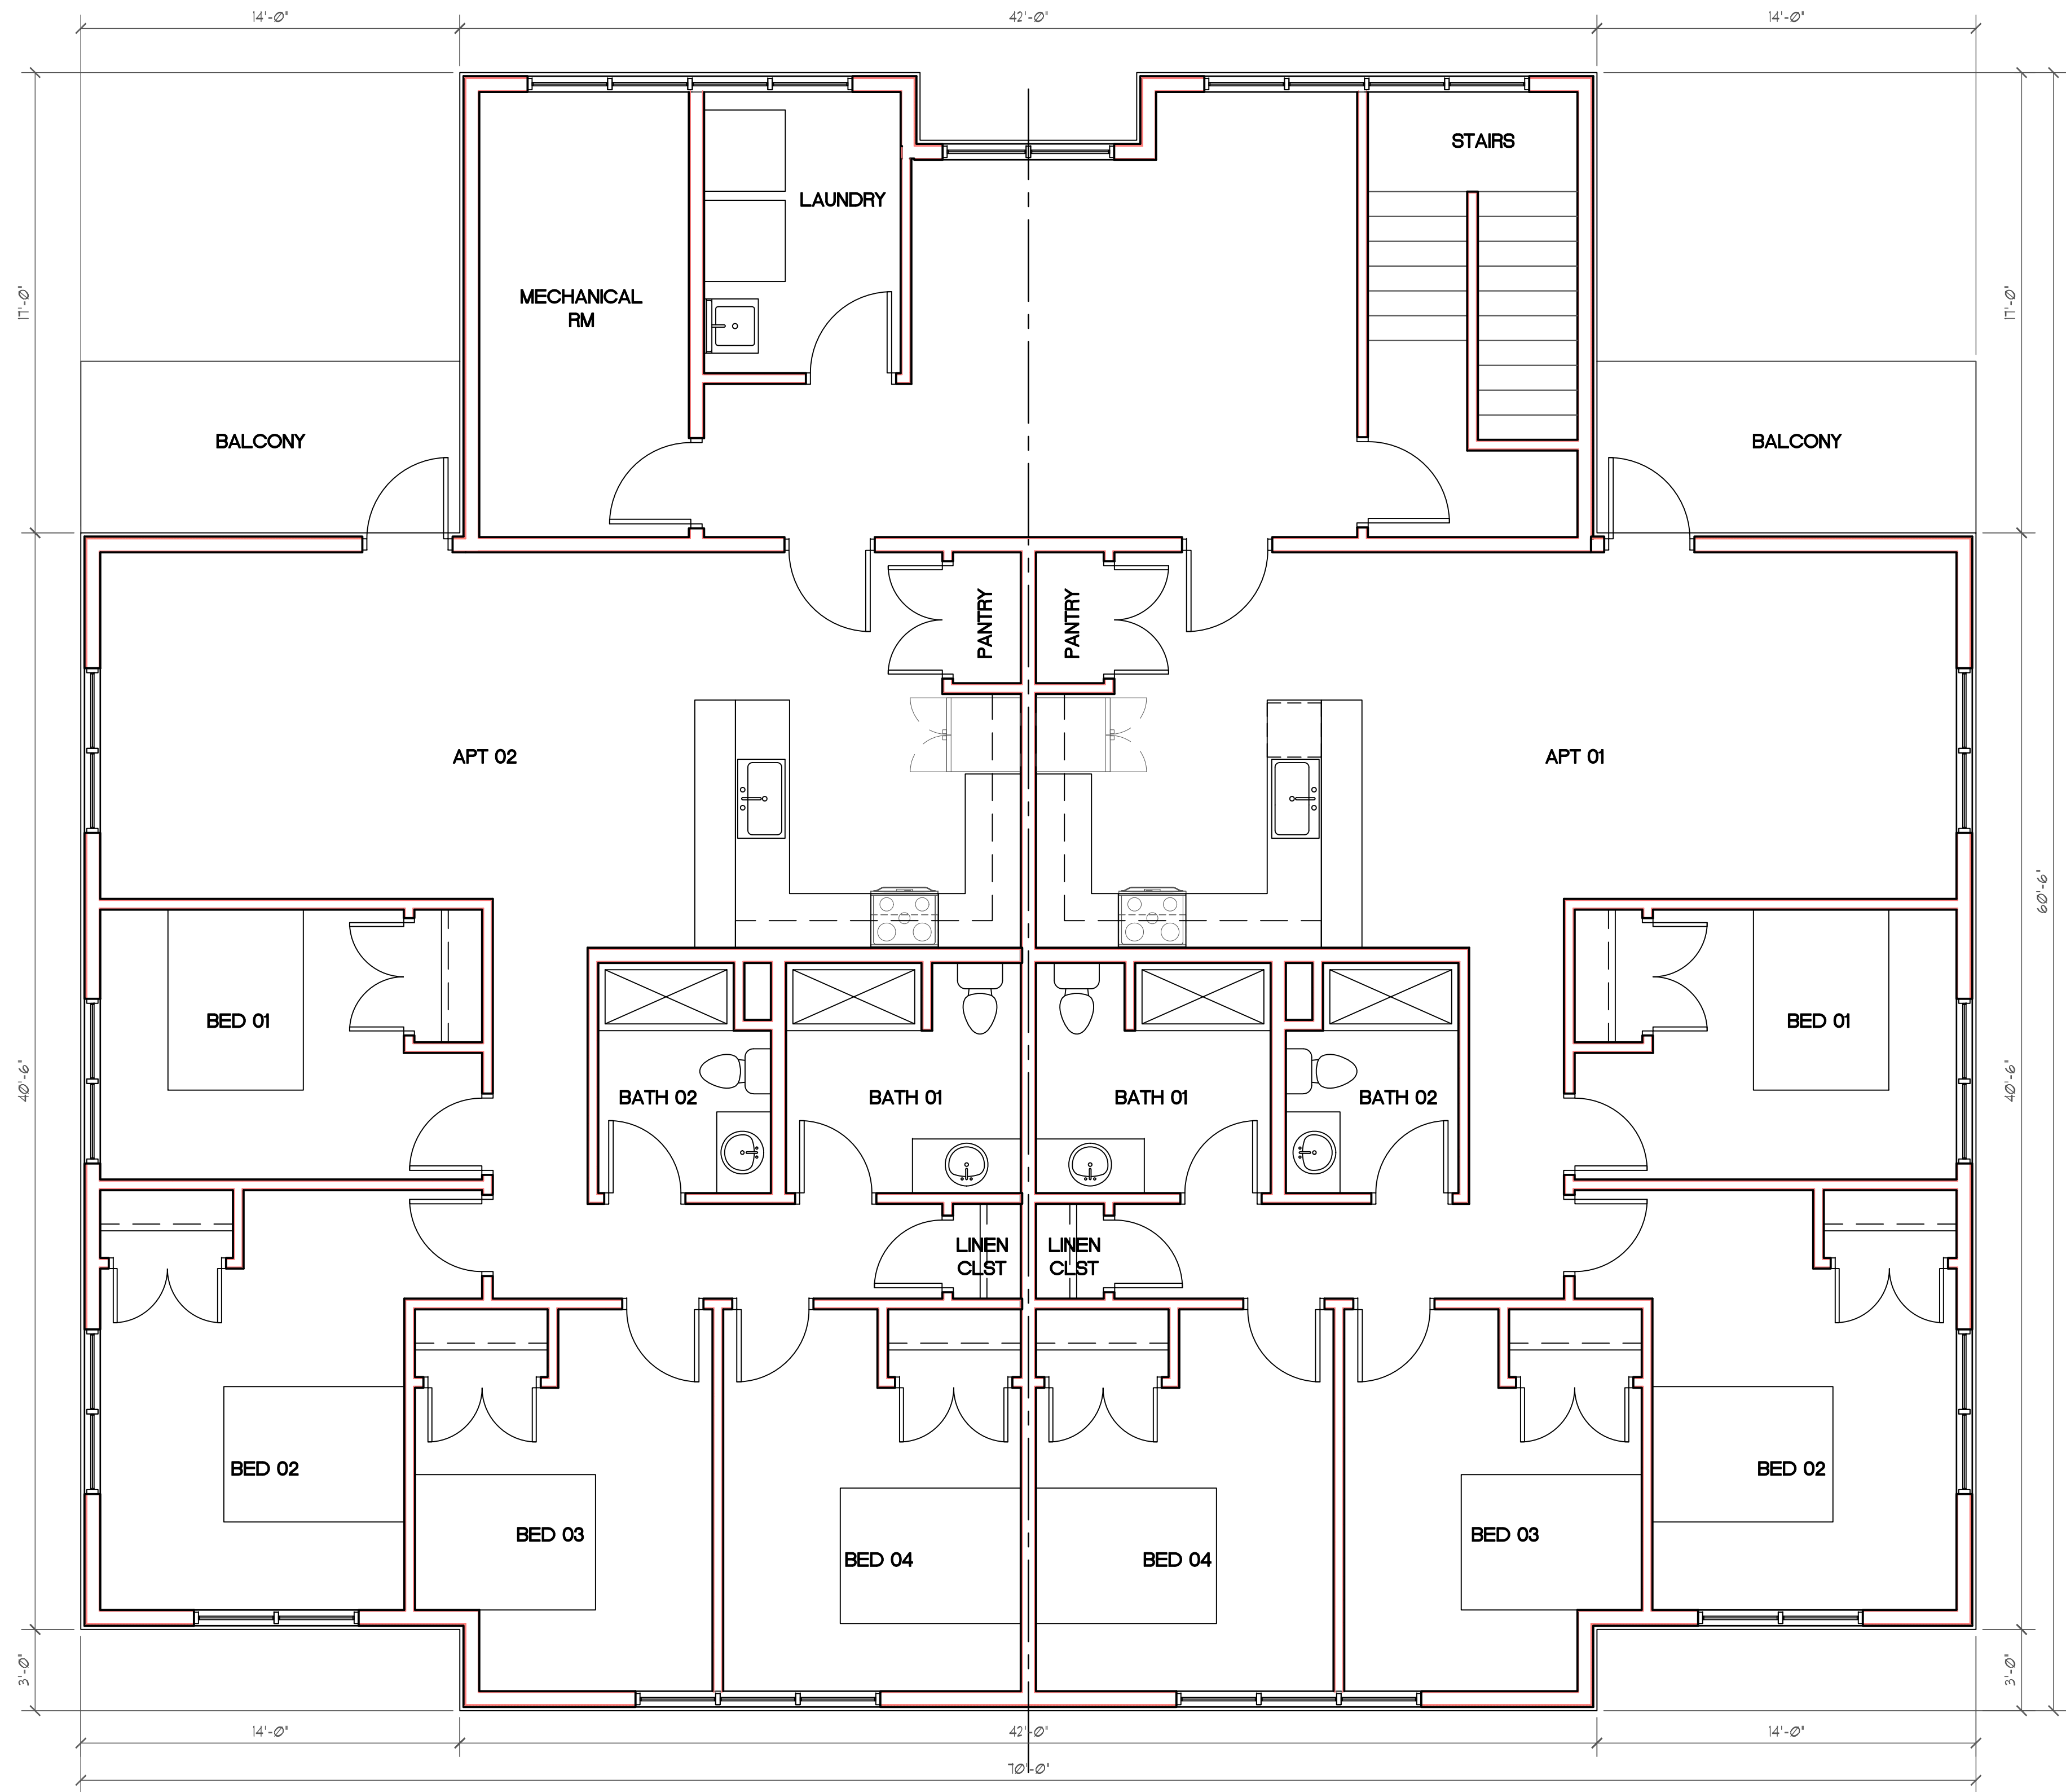 14'-0"
42'-0"
14'-0"
STAIRS
LAUNDRY
MECHANICAL
RM
17'-0"
17'-0"
BALCONY
BALCONY
PANTRY
PANTRY
APT 02
APT 01
60'-6"
BED 01
BED 01
40'-6"
BATH 02
BATH 01
BATH 01
BATH 02
40'-6"
LINEN
CLST
LINEN
CLST
BED 02
BED 03
BED 04
BED 04
BED 03
BED 02
3'-0"
3'-0"
14'-0"
42'-0"
14'-0"
70'-0"